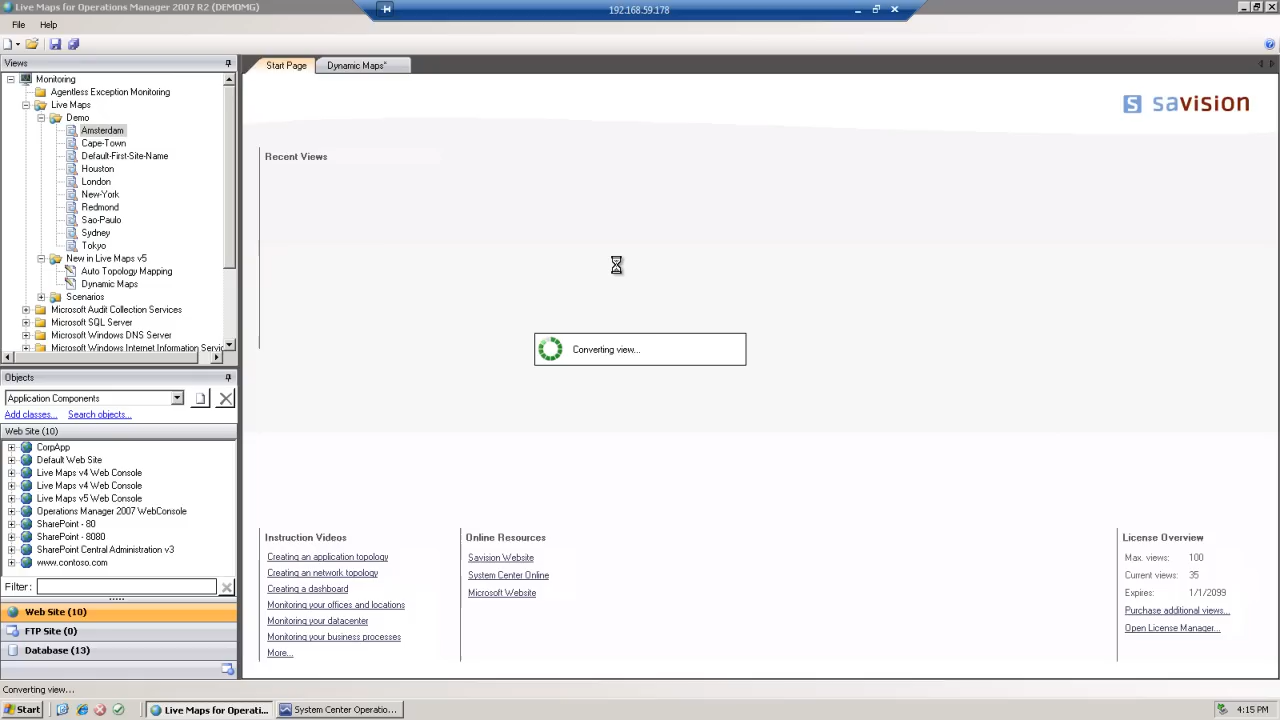 Live Maps for Operations Manager 2007 R2 (DEMOMG)
192.168.59.178
File Help
Views
Start Page
Dynamic Maps*
Monitoring
Agentless Exception Monitoring
Live Maps
Demo
Amsterdam
Cape-Town
Default-First-Site-Name
Houston
London
New-York
Redmond
Sao-Paulo
Sydney
Tokyo
New in Live Maps v5
Auto Topology Mapping
Dynamic Maps
Scenarios
Microsoft Audit Collection Services
Microsoft SQL Server
Microsoft Windows DNS Server
Microsoft Windows Internet Information Servic
S savision
Recent Views
Converting view...
Objects
Application Components
Add classes... Search objects...
Web Site (10)
CorpApp
Default Web Site
Live Maps v4 Web Console
Live Maps v4 Web Console
Live Maps v5 Web Console
Operations Manager 2007 WebConsole
SharePoint - 80
SharePoint - 8080
SharePoint Central Administration v3
www.contoso.com
Filter:
Web Site (10)
FTP Site (0)
Database (13)
Instruction Videos
Creating an application topology
Creating an network topology
Creating a dashboard
Monitoring your offices and locations
Monitoring your datacenter
Monitoring your business processes
More...
Online Resources
Savision Website
System Center Online
Microsoft Website
License Overview
Max. views: 100
Current views: 35
Expires: 1/1/2099
Purchase additional views...
Open License Manager...
Converting view...
Start
Live Maps for Operati...
System Center Operatio...
4:15 PM